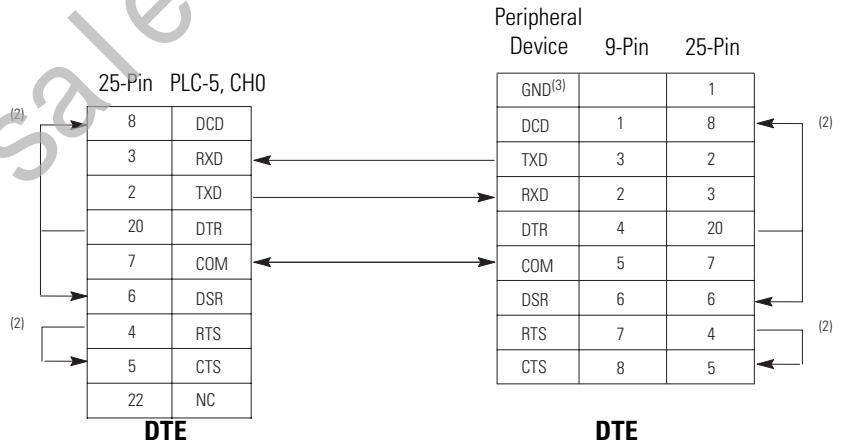 sale
Peripheral
Device 9-Pin 25-Pin
GND(3) 1
DCD 1 8
TXD 3 2
RXD 2 3
DTR 4 20
COM 5 7
DSR 6 6
RTS 7 4
CTS 8 5
(2)
(2)
DTE
25-Pin PLC-5, CH0
(2)
8 DCD
3 RXD
2 TXD
20 DTR
7 COM
6 DSR
(2)
4 RTS
5 CTS
22 NC
DTE